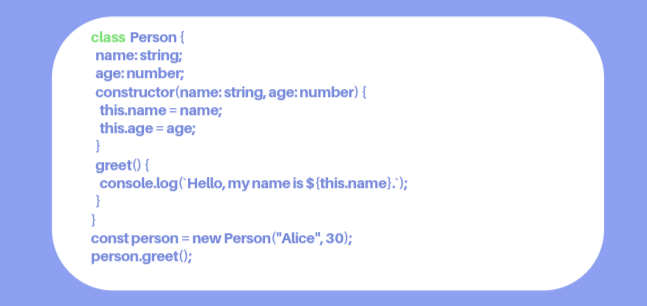 class Person {
name: string;
age: number;
constructor(name: string, age: number) {
this.name = name;
this.age = age;
}
greet() {
console.log(`Hello, my name is ${this.name}.`);
}
}
const person = new Person("Alice", 30);
person.greet();